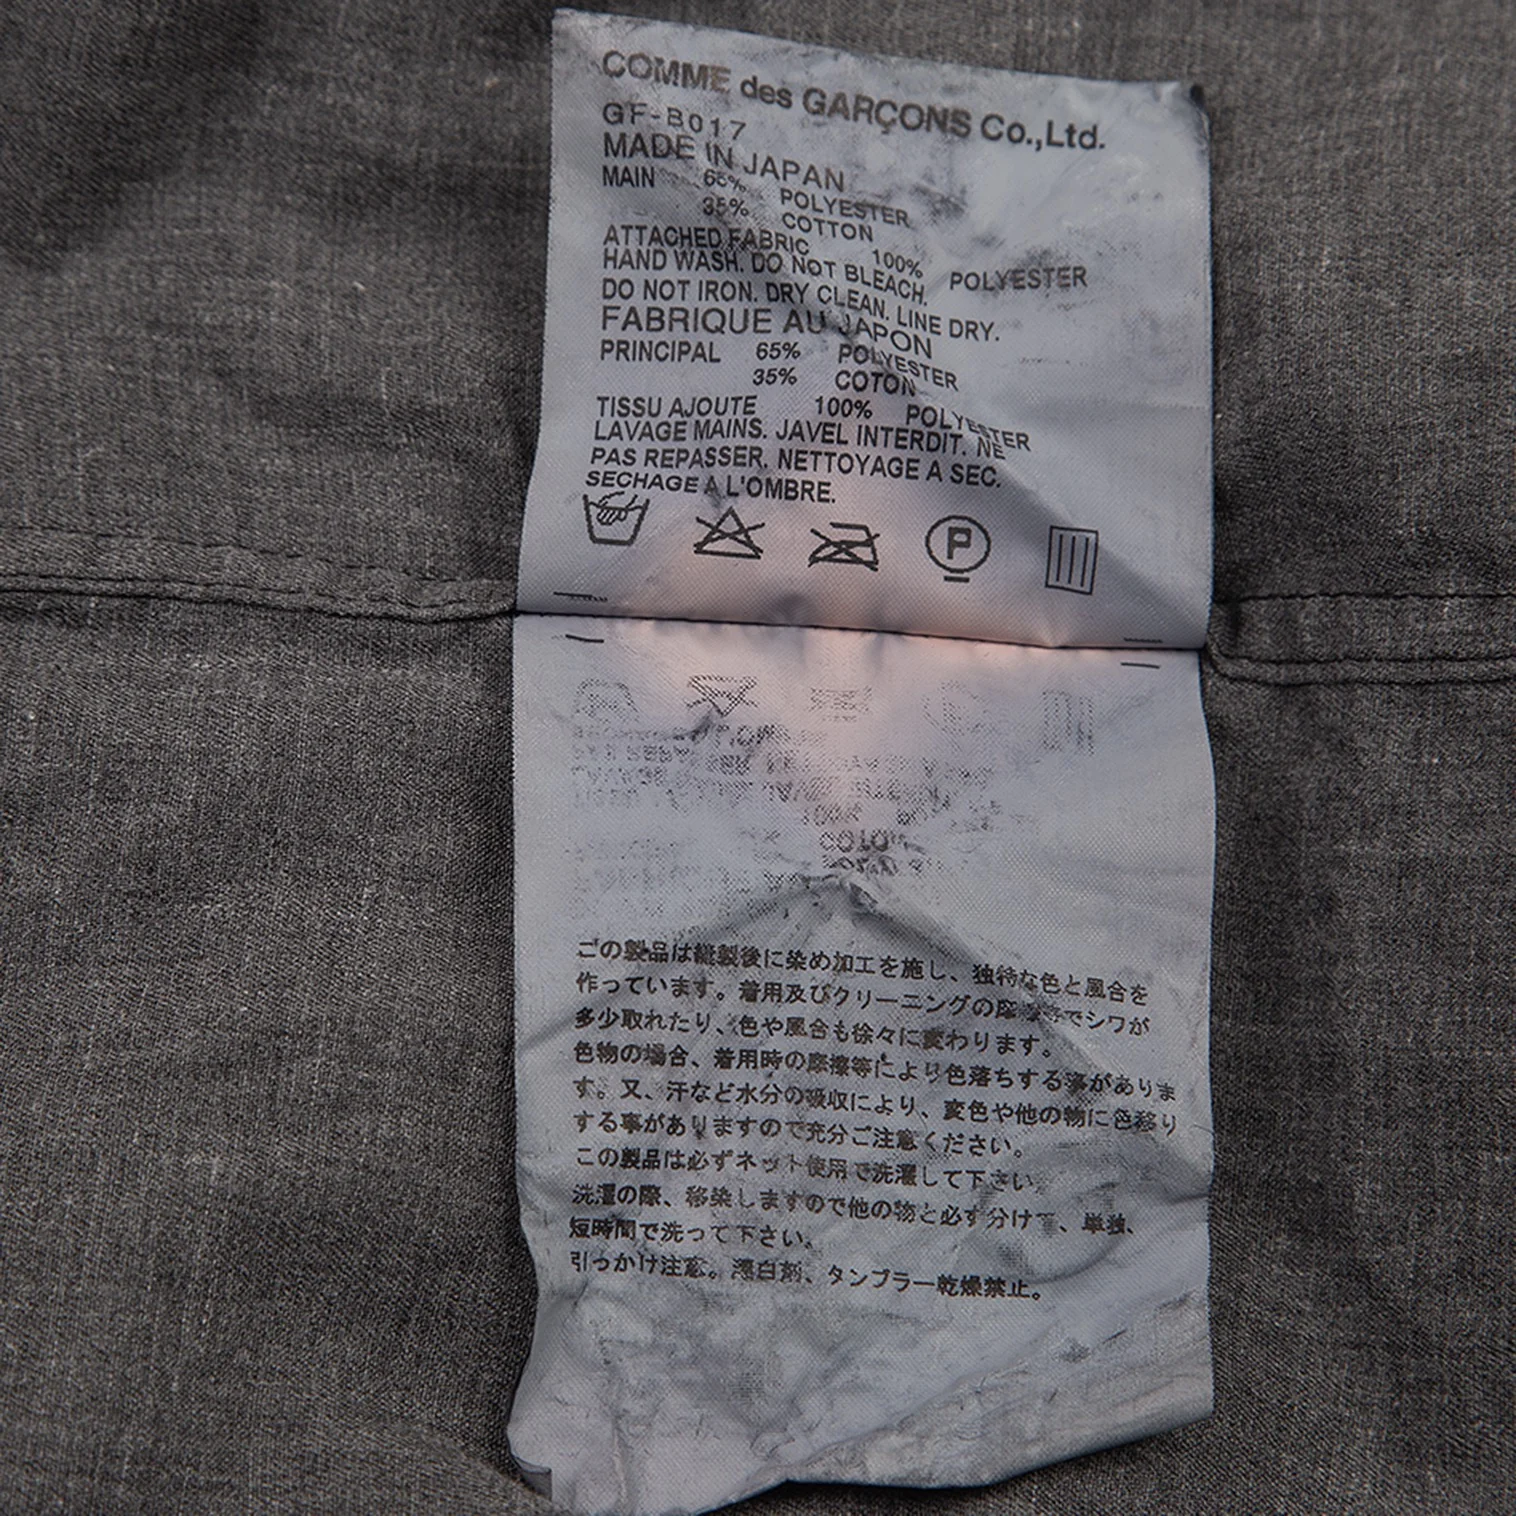 COMME des GARÇONS Co.,Ltd.
GF-B017
MADE IN JAPAN
MAIN 65% POLYESTER
35% COTTON
ATTACHED FABRIC 100% POLYESTER
HAND WASH. DO NOT BLEACH.
DO NOT IRON. DRY CLEAN. LINE DRY.
FABRIQUE AU JAPON
PRINCIPAL 65% POLYESTER
35% COTON
TISSU AJOUTE 100% POLYESTER
LAVAGE MAINS. JAVEL INTERDIT. NE
PAS REPASSER. NETTOYAGE A SEC.
SECHAGE A L'OMBRE.
P
この製品は縫製後に染め加工を施し、独特な色と風合を
作っています。着用及びクリーニングの摩 等でシワが
多少取れたり、色や風合も徐々に変わります。
色物の場合、着用時の摩擦等により色落ちする事がありま
す。又、汗など水分の吸収により、変色や他の物に色移り
する事がありますので充分ご注意ください。
この製品は必ずネット使用で洗濯して下さい。
洗濯の際、移染しますので他の物と必ず分けて、単独、
短時間で洗って下さい。
引っかけ注意。漂白剤、タンブラー乾燥禁止。